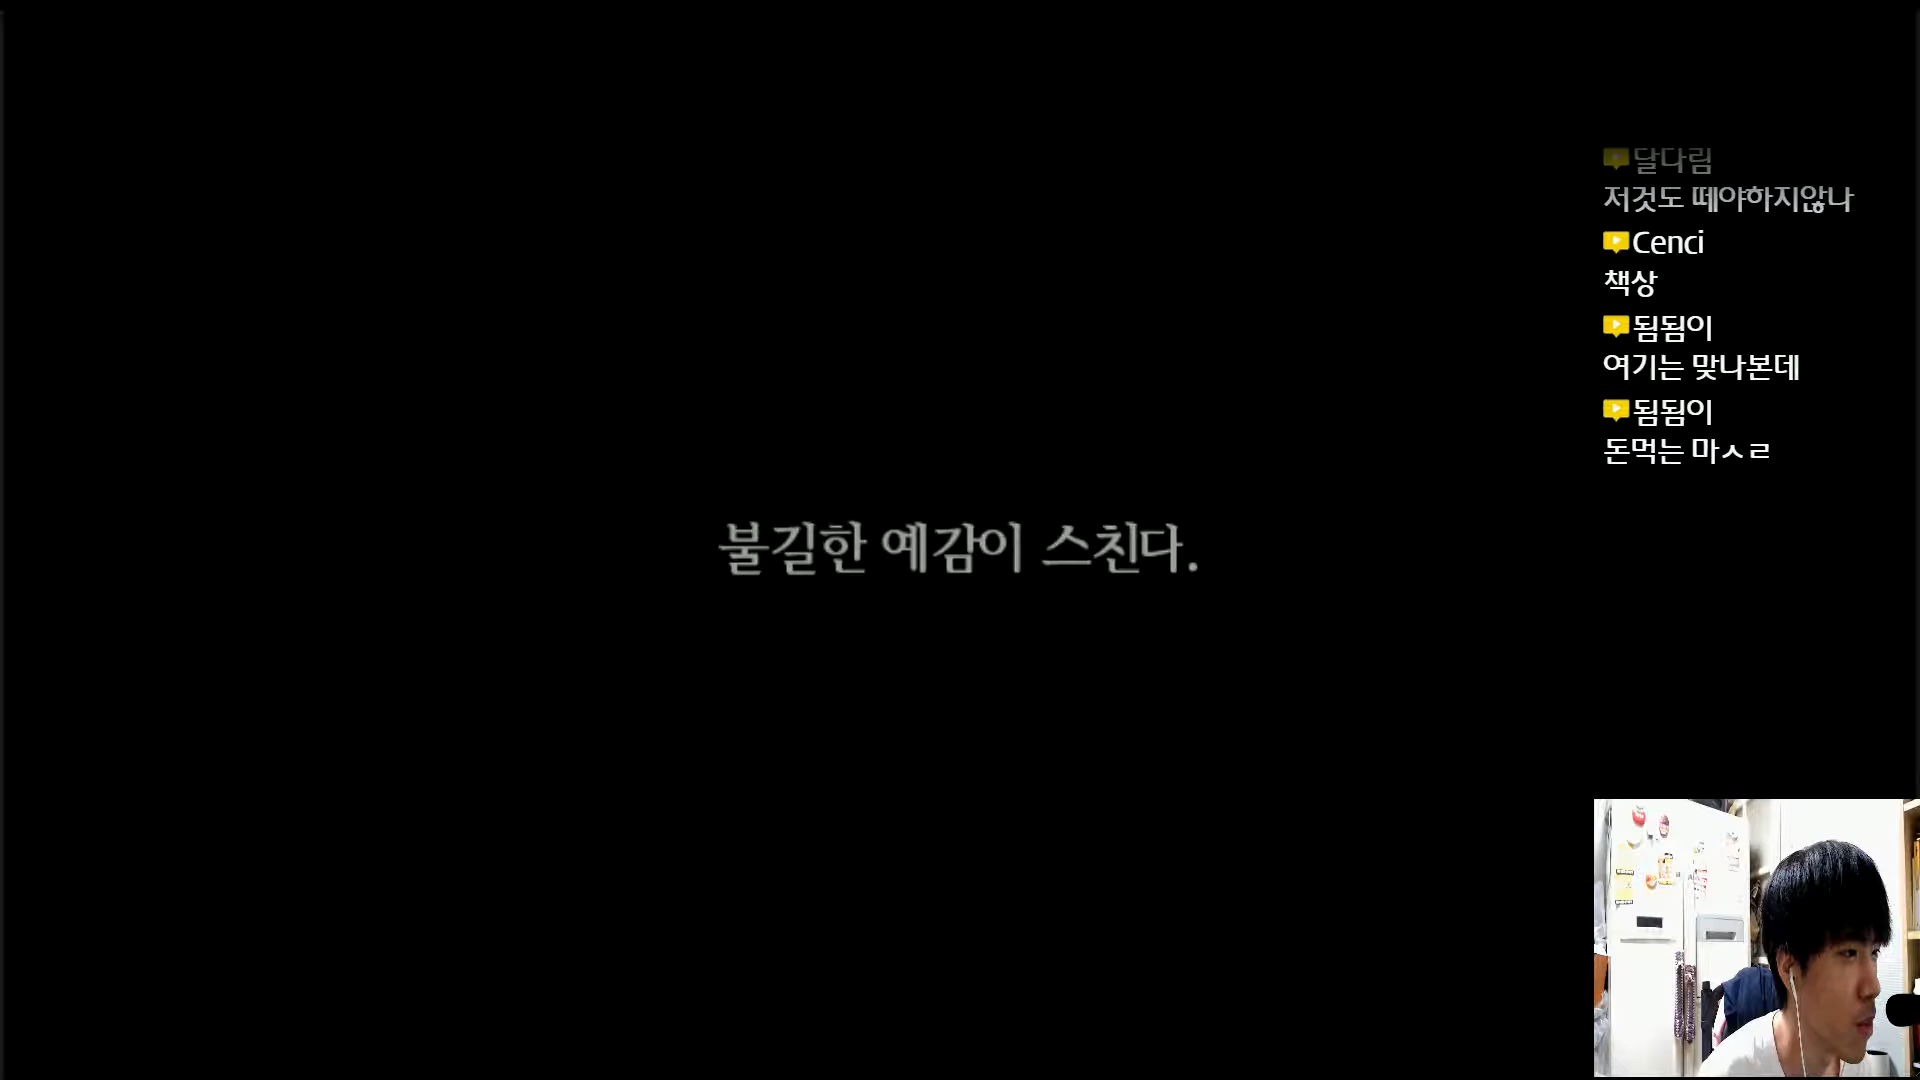 달다림
저것도 떼야하지않나
Cenci
책상
됨됨이
여기는 맞나본데
됨됨이
돈먹는 마ㅅㄹ
불길한 예감이 스친다.